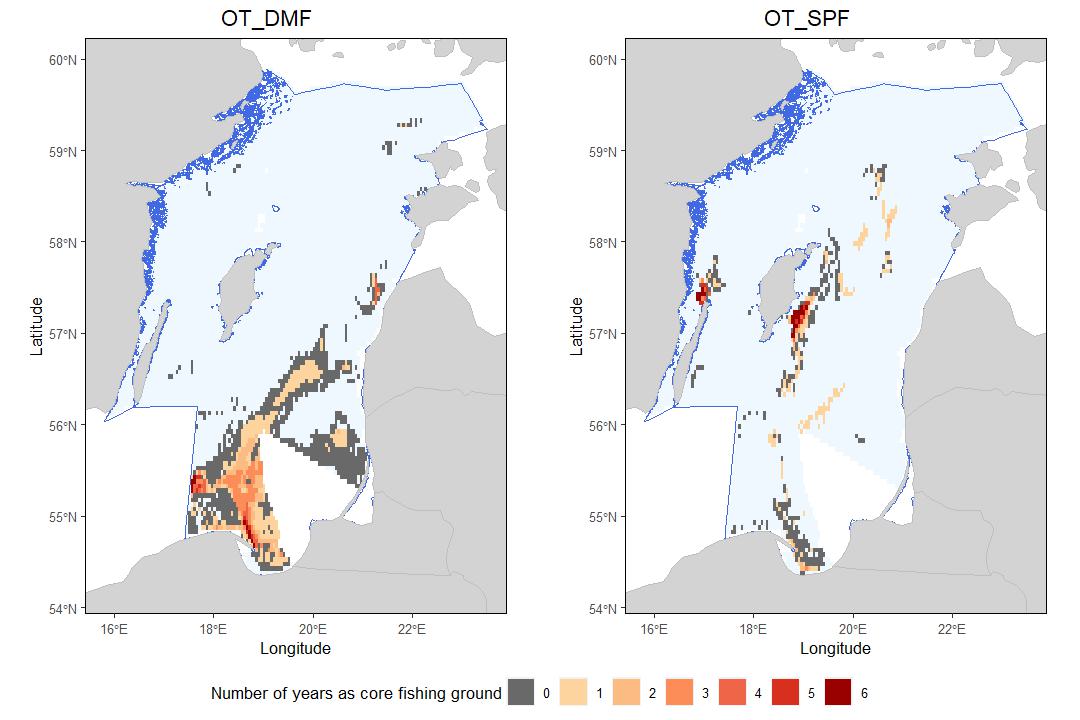 OT_DMF
OT_SPF
60°N
59°N
58°N
57°N
56°N
55°N
54°N
Latitude
16°E
18°E
20°E
22°E
Longitude
60°N
59°N
58°N
57°N
56°N
55°N
54°N
Latitude
16°E
18°E
20°E
22°E
Longitude
Number of years as core fishing ground 0 1 2 3 4 5 6